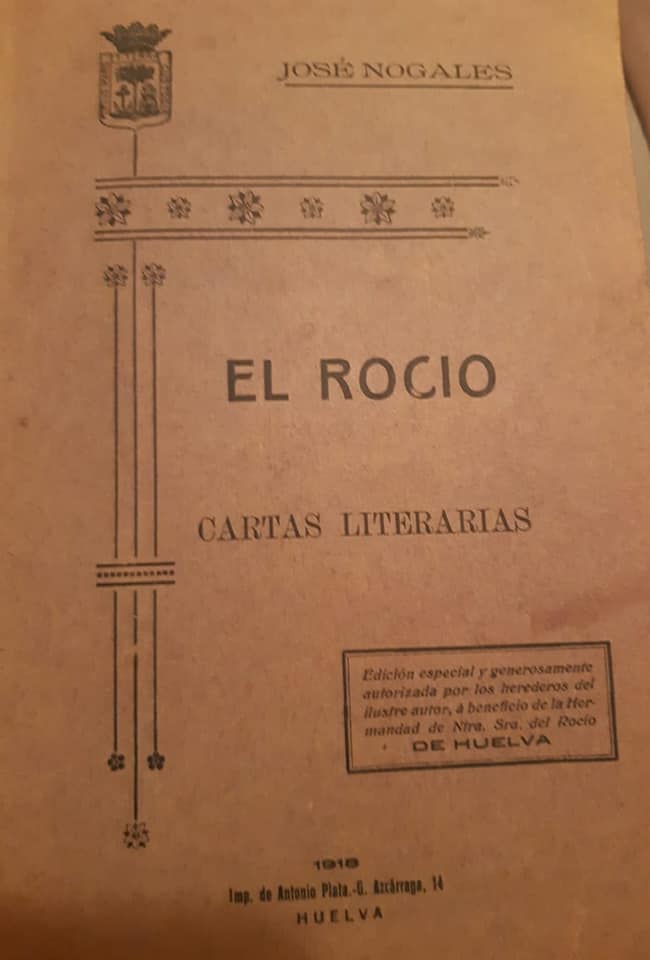 JOSÉ NOGALES
EL ROCIO
CARTAS LITERARIAS
Edición especial y generosamente
autorizada por los herederos del
ilustre autor, á beneficio de la Her-
mandad de Ntra. Sra. del Rocío
DE HUELVA
1918
Imp. de Antonio Plata.-G. Azcárraga, 14
HUELVA